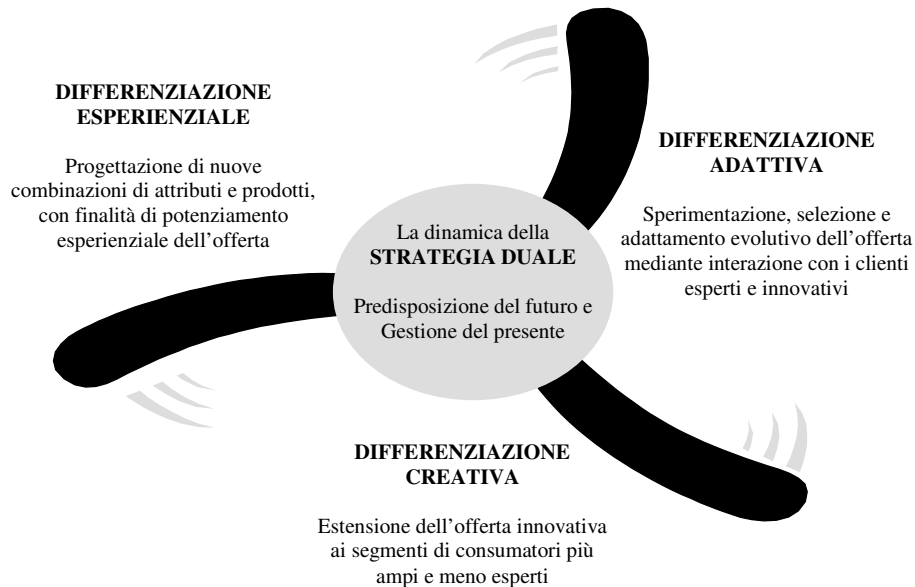 DIFFERENZIAZIONE
ESPERIENZIALE
Progettazione di nuove
combinazioni di attributi e prodotti,
con finalità di potenziamento
esperienziale dell'offerta
DIFFERENZIAZIONE
ADATTIVA
Sperimentazione, selezione e
adattamento evolutivo dell'offerta
mediante interazione con i clienti
esperti e innovativi
La dinamica della
STRATEGIA DUALE
Predisposizione del futuro e
Gestione del presente
DIFFERENZIAZIONE
CREATIVA
Estensione dell'offerta innovativa
ai segmenti di consumatori più
ampi e meno esperti